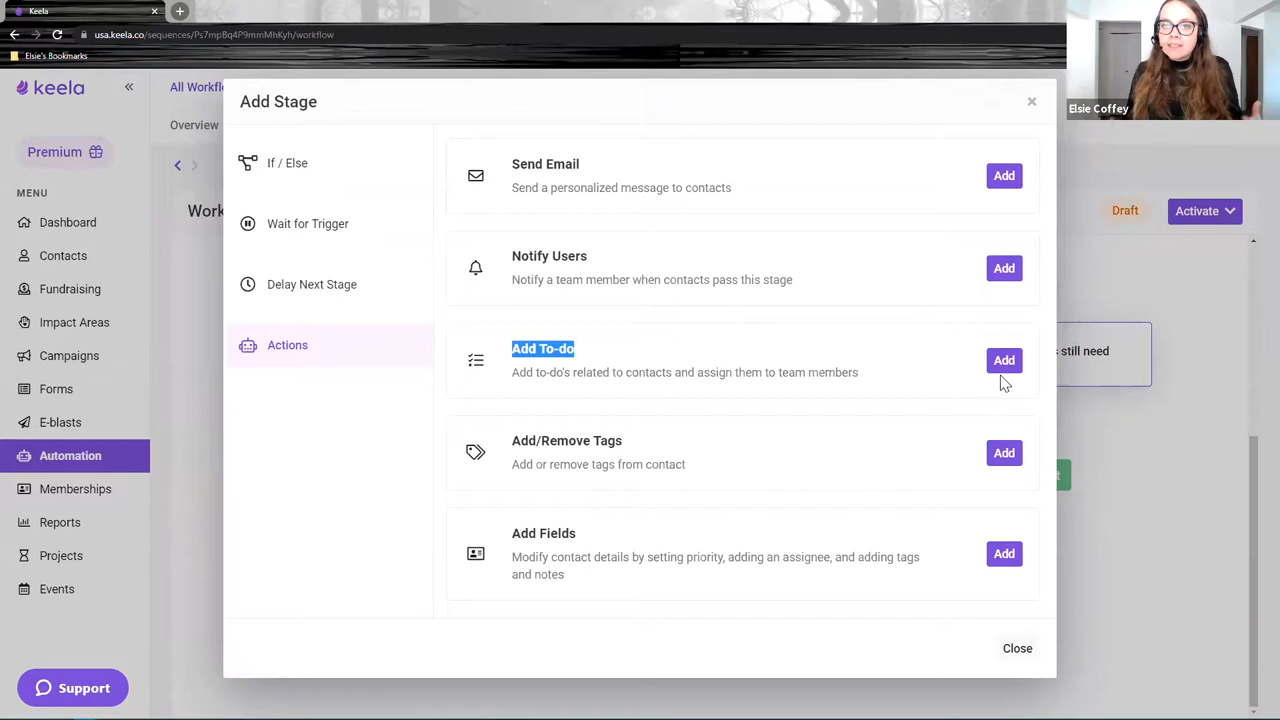 Keela
usa.keela.co/sequences/Ps7mpBq4P9mmMhKyh/workflow
Elsie's Bookmarks
Elsie Coffey
keela
Premium
MENU
Dashboard
Contacts
Fundraising
Impact Areas
Campaigns
Forms
E-blasts
Automation
Memberships
Reports
Projects
Events
Support
All Workfl
Overview
Work
Draft
Activate
s still need
Add Stage
If / Else
Wait for Trigger
Delay Next Stage
Actions
Send Email
Send a personalized message to contacts
Add
Notify Users
Notify a team member when contacts pass this stage
Add
Add To-do
Add to-do's related to contacts and assign them to team members
Add
Add/Remove Tags
Add or remove tags from contact
Add
Add Fields
Modify contact details by setting priority, adding an assignee, and adding tags
and notes
Add
Close